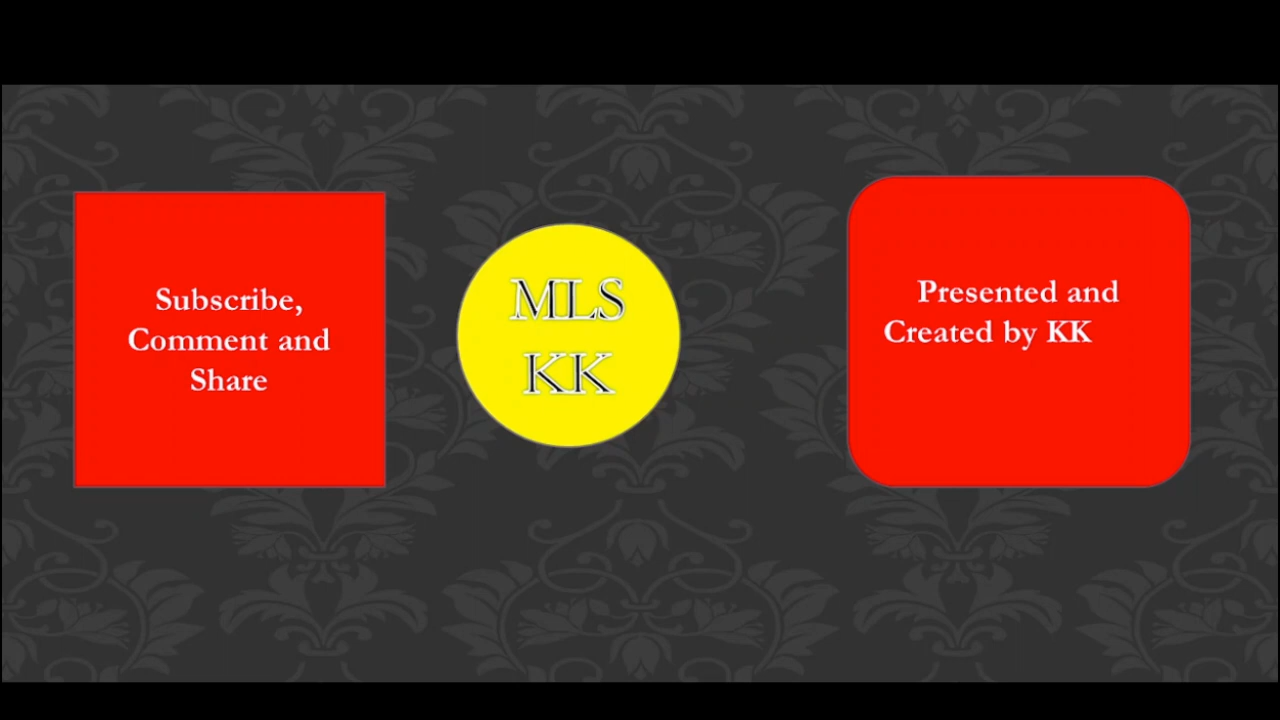 Subscribe,
Comment and
Share
MLS
KK
Presented and
Created by KK